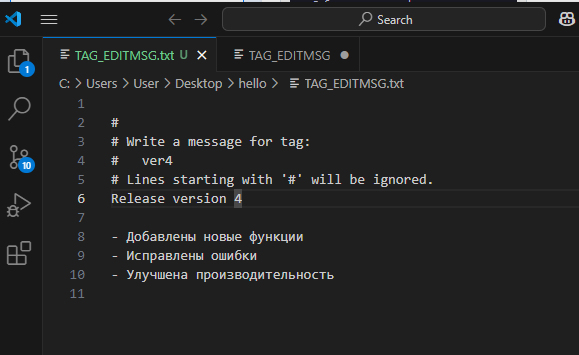 Search
TAG_EDITMSG.txt U
TAG_EDITMSG
C: > Users > User > Desktop > hello > TAG_EDITMSG.txt
1
2 #
3 # Write a message for tag:
4 #   ver4
5 # Lines starting with '#' will be ignored.
6 Release version 4
7
8 - Добавлены новые функции
9 - Исправлены ошибки
10 - Улучшена производительность
11
1
10